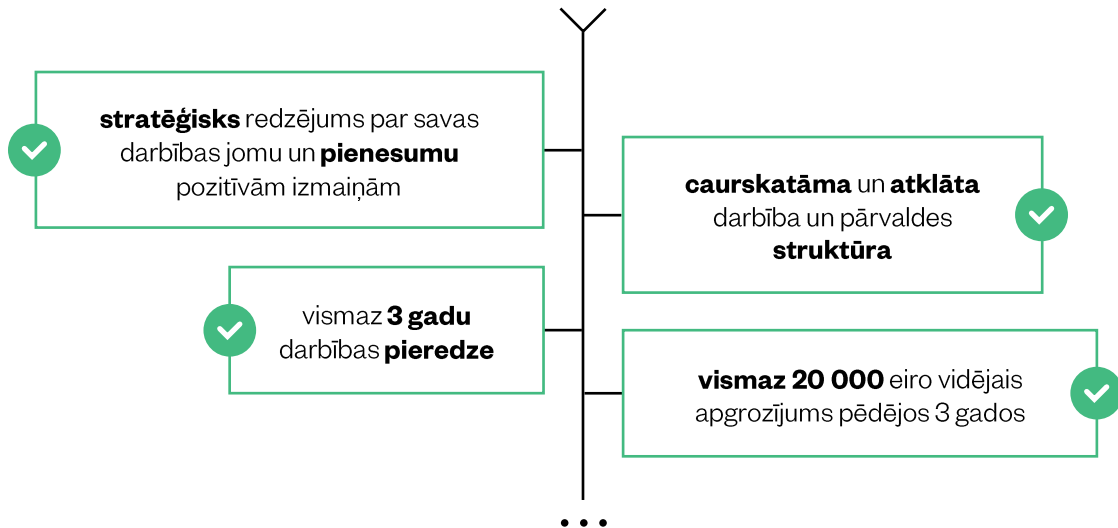 stratēģisks redzējums par savas
darbības jomu un pienesumu
pozitīvām izmaiņām
caurskatāma un atklāta
darbība un pārvaldes
struktūra
vismaz 3 gadu
darbības pieredze
vismaz 20 000 eiro vidējais
apgrozījums pēdējos 3 gados